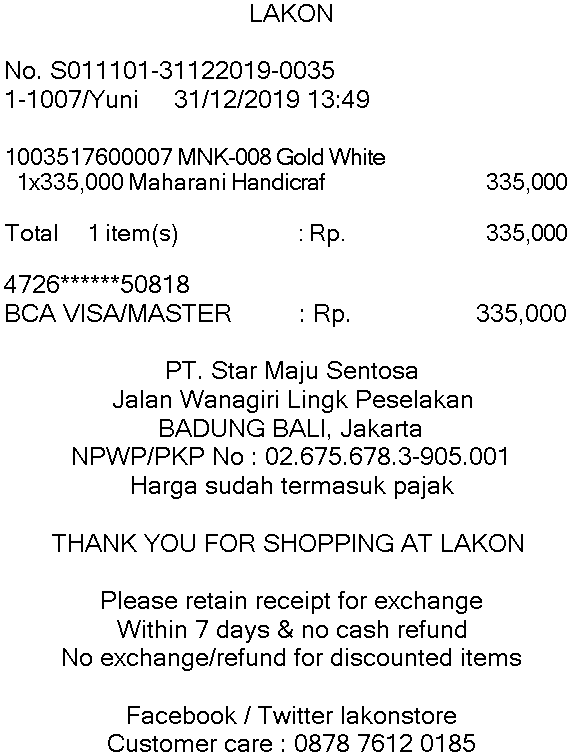 LAKON
No. S011101-31122019-0035
1-1007/Yuni 31/12/2019 13:49
1003517600007 MNK-008 Gold White
1x335,000 Maharani Handicraf 335,000
Total 1 item(s) : Rp. 335,000
4726******50818
BCA VISA/MASTER : Rp. 335,000
PT. Star Maju Sentosa
Jalan Wanagiri Lingk Peselakan
BADUNG BALI, Jakarta
NPWP/PKP No : 02.675.678.3-905.001
Harga sudah termasuk pajak
THANK YOU FOR SHOPPING AT LAKON
Please retain receipt for exchange
Within 7 days & no cash refund
No exchange/refund for discounted items
Facebook / Twitter lakonstore
Customer care : 0878 7612 0185